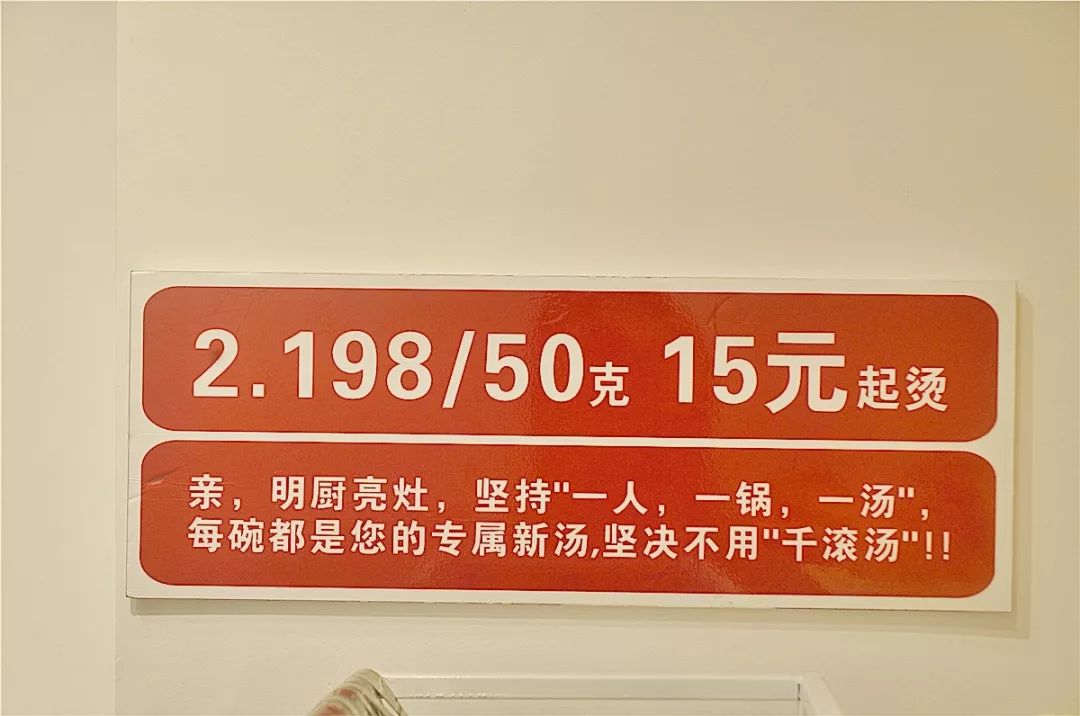 2.198/50克 15元起烫
亲，明厨亮灶，坚持"一人，一锅，一汤"，
每碗都是您的专属新汤,坚决不用"千滚汤"!!